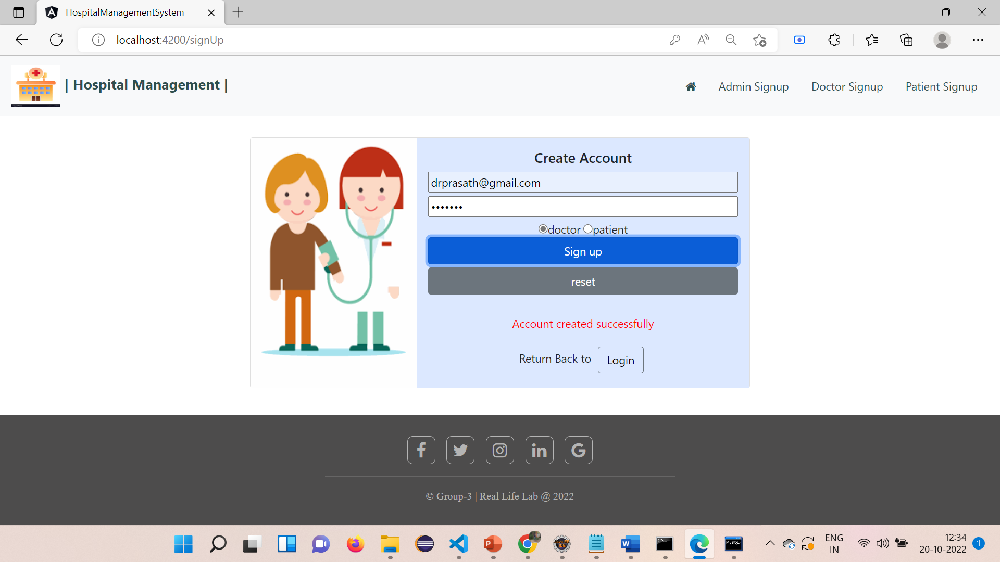 HospitalManagementSystem
localhost:4200/signUp
| Hospital Management |
Admin Signup
Doctor Signup
Patient Signup
Create Account
drprasath@gmail.com
•••••••
doctor patient
Sign up
reset
Account created successfully
Return Back to Login
© Group-3 | Real Life Lab @ 2022
ENG
IN
12:34
20-10-2022
1